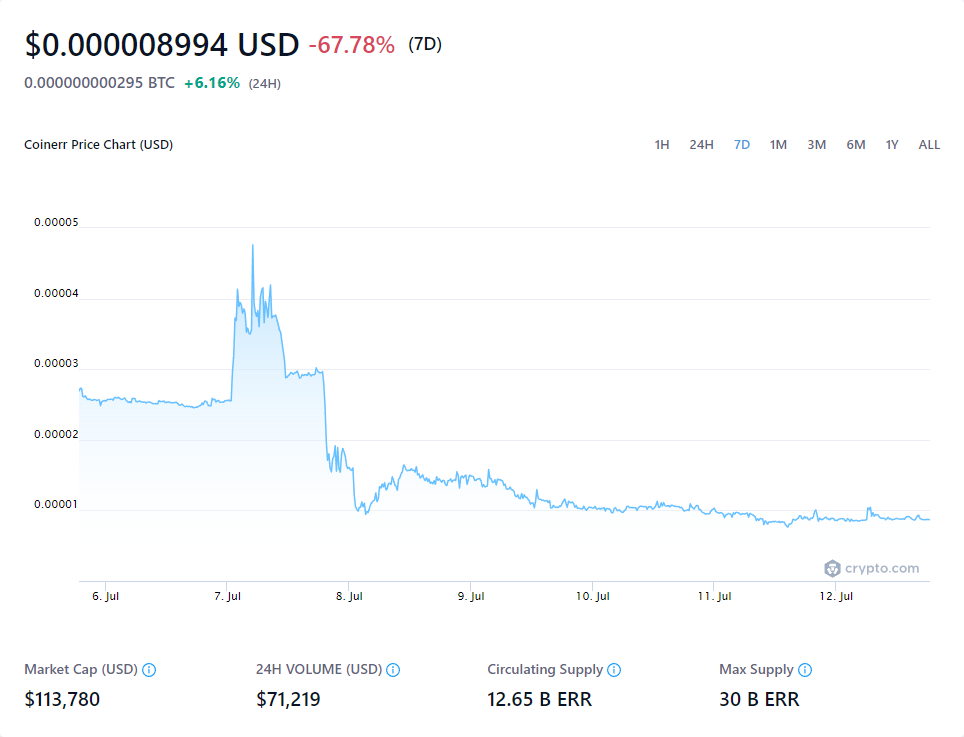 $0.000008994 USD -67.78% (7D)
0.000000000295 BTC +6.16% (24H)
Coinerr Price Chart (USD) 1H 24H 7D 1M 3M 6M 1Y ALL
0.00005
0.00004
0.00003
0.00002
0.00001
crypto.com
6. Jul 7. Jul 8. Jul 9. Jul 10. Jul 11. Jul 12. Jul
Market Cap (USD) 24H VOLUME (USD) Circulating Supply Max Supply
$113,780 $71,219 12.65 B ERR 30 B ERR